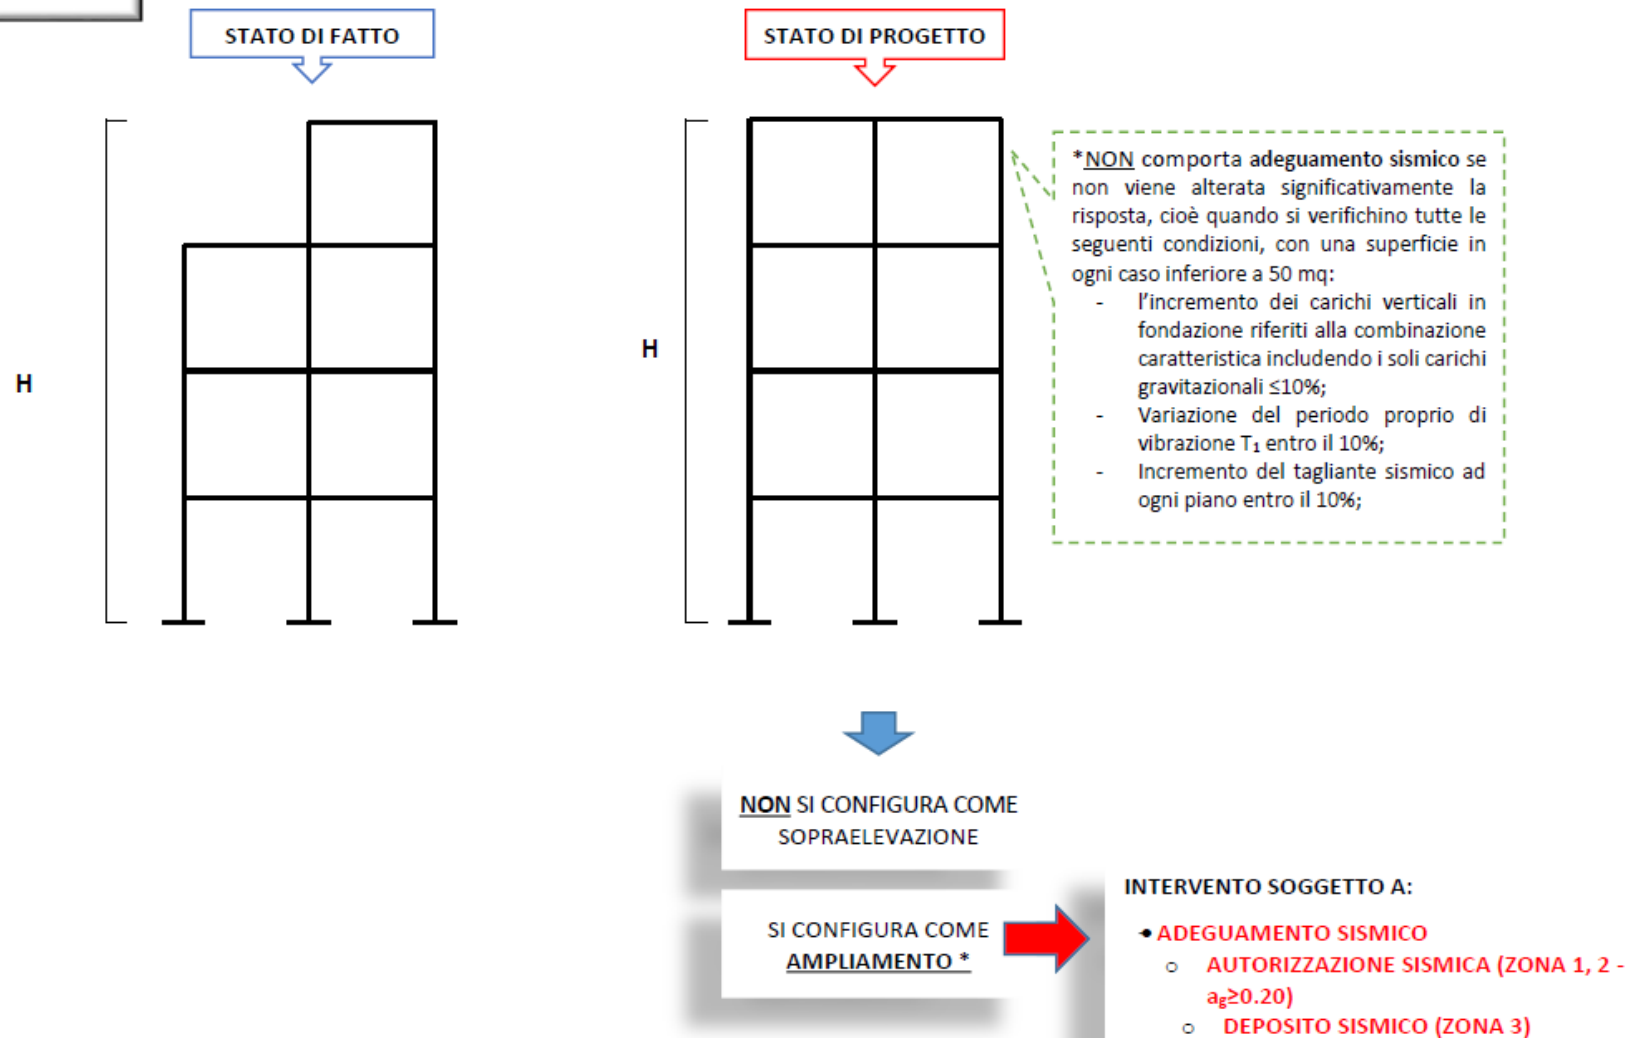 STATO DI FATTO
STATO DI PROGETTO
H
H
*NON comporta adeguamento sismico se
non viene alterata significativamente la
risposta, cioè quando si verifichino tutte le
seguenti condizioni, con una superficie in
ogni caso inferiore a 50 mq:
- l'incremento dei carichi verticali in
fondazione riferiti alla combinazione
caratteristica includendo i soli carichi
gravitazionali ≤10%;
- Variazione del periodo proprio di
vibrazione T₁ entro il 10%;
- Incremento del tagliante sismico ad
ogni piano entro il 10%;
NON SI CONFIGURA COME
SOPRAELEVAZIONE
SI CONFIGURA COME
AMPLIAMENTO *
INTERVENTO SOGGETTO A:
• ADEGUAMENTO SISMICO
o AUTORIZZAZIONE SISMICA (ZONA 1, 2 -
ag≥0.20)
o DEPOSITO SISMICO (ZONA 3)